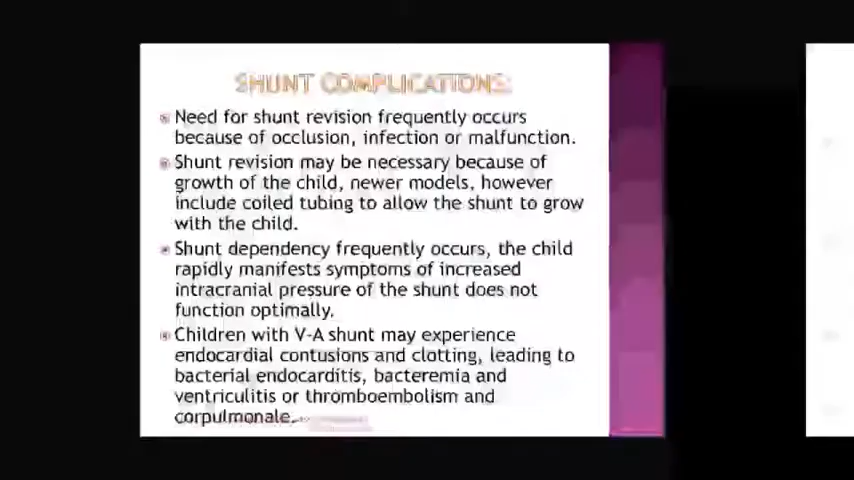 SHUNT COMPLICATIONS:
Need for shunt revision frequently occurs
because of occlusion, infection or malfunction.
Shunt revision may be necessary because of
growth of the child, newer models, however
include coiled tubing to allow the shunt to grow
with the child.
Shunt dependency frequently occurs, the child
rapidly manifests symptoms of increased
intracranial pressure of the shunt does not
function optimally.
Children with V-A shunt may experience
endocardial contusions and clotting, leading to
bacterial endocarditis, bacteremia and
ventriculitis or thromboembolism and
corpulmonale.